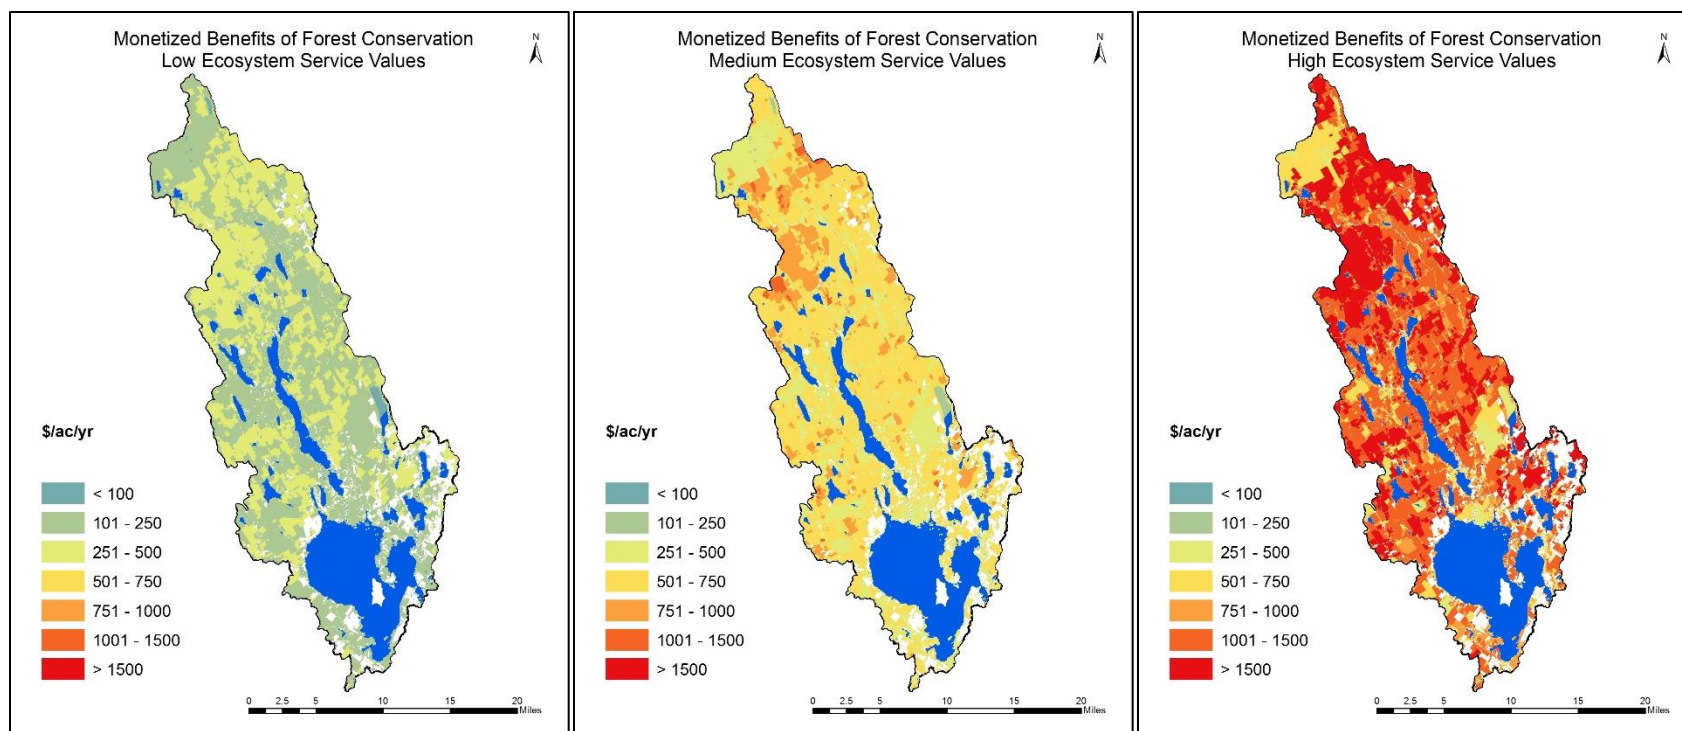 Monetized Benefits of Forest Conservation
Low Ecosystem Service Values
N
$/ac/yr
< 100
101 - 250
251 - 500
501 - 750
751 - 1000
1001 - 1500
> 1500
0 2.5 5 10 15 20
Miles
Monetized Benefits of Forest Conservation
Medium Ecosystem Service Values
N
$/ac/yr
< 100
101 - 250
251 - 500
501 - 750
751 - 1000
1001 - 1500
> 1500
0 2.5 5 10 15 20
Miles
Monetized Benefits of Forest Conservation
High Ecosystem Service Values
N
$/ac/yr
< 100
101 - 250
251 - 500
501 - 750
751 - 1000
1001 - 1500
> 1500
0 2.5 5 10 15 20
Miles